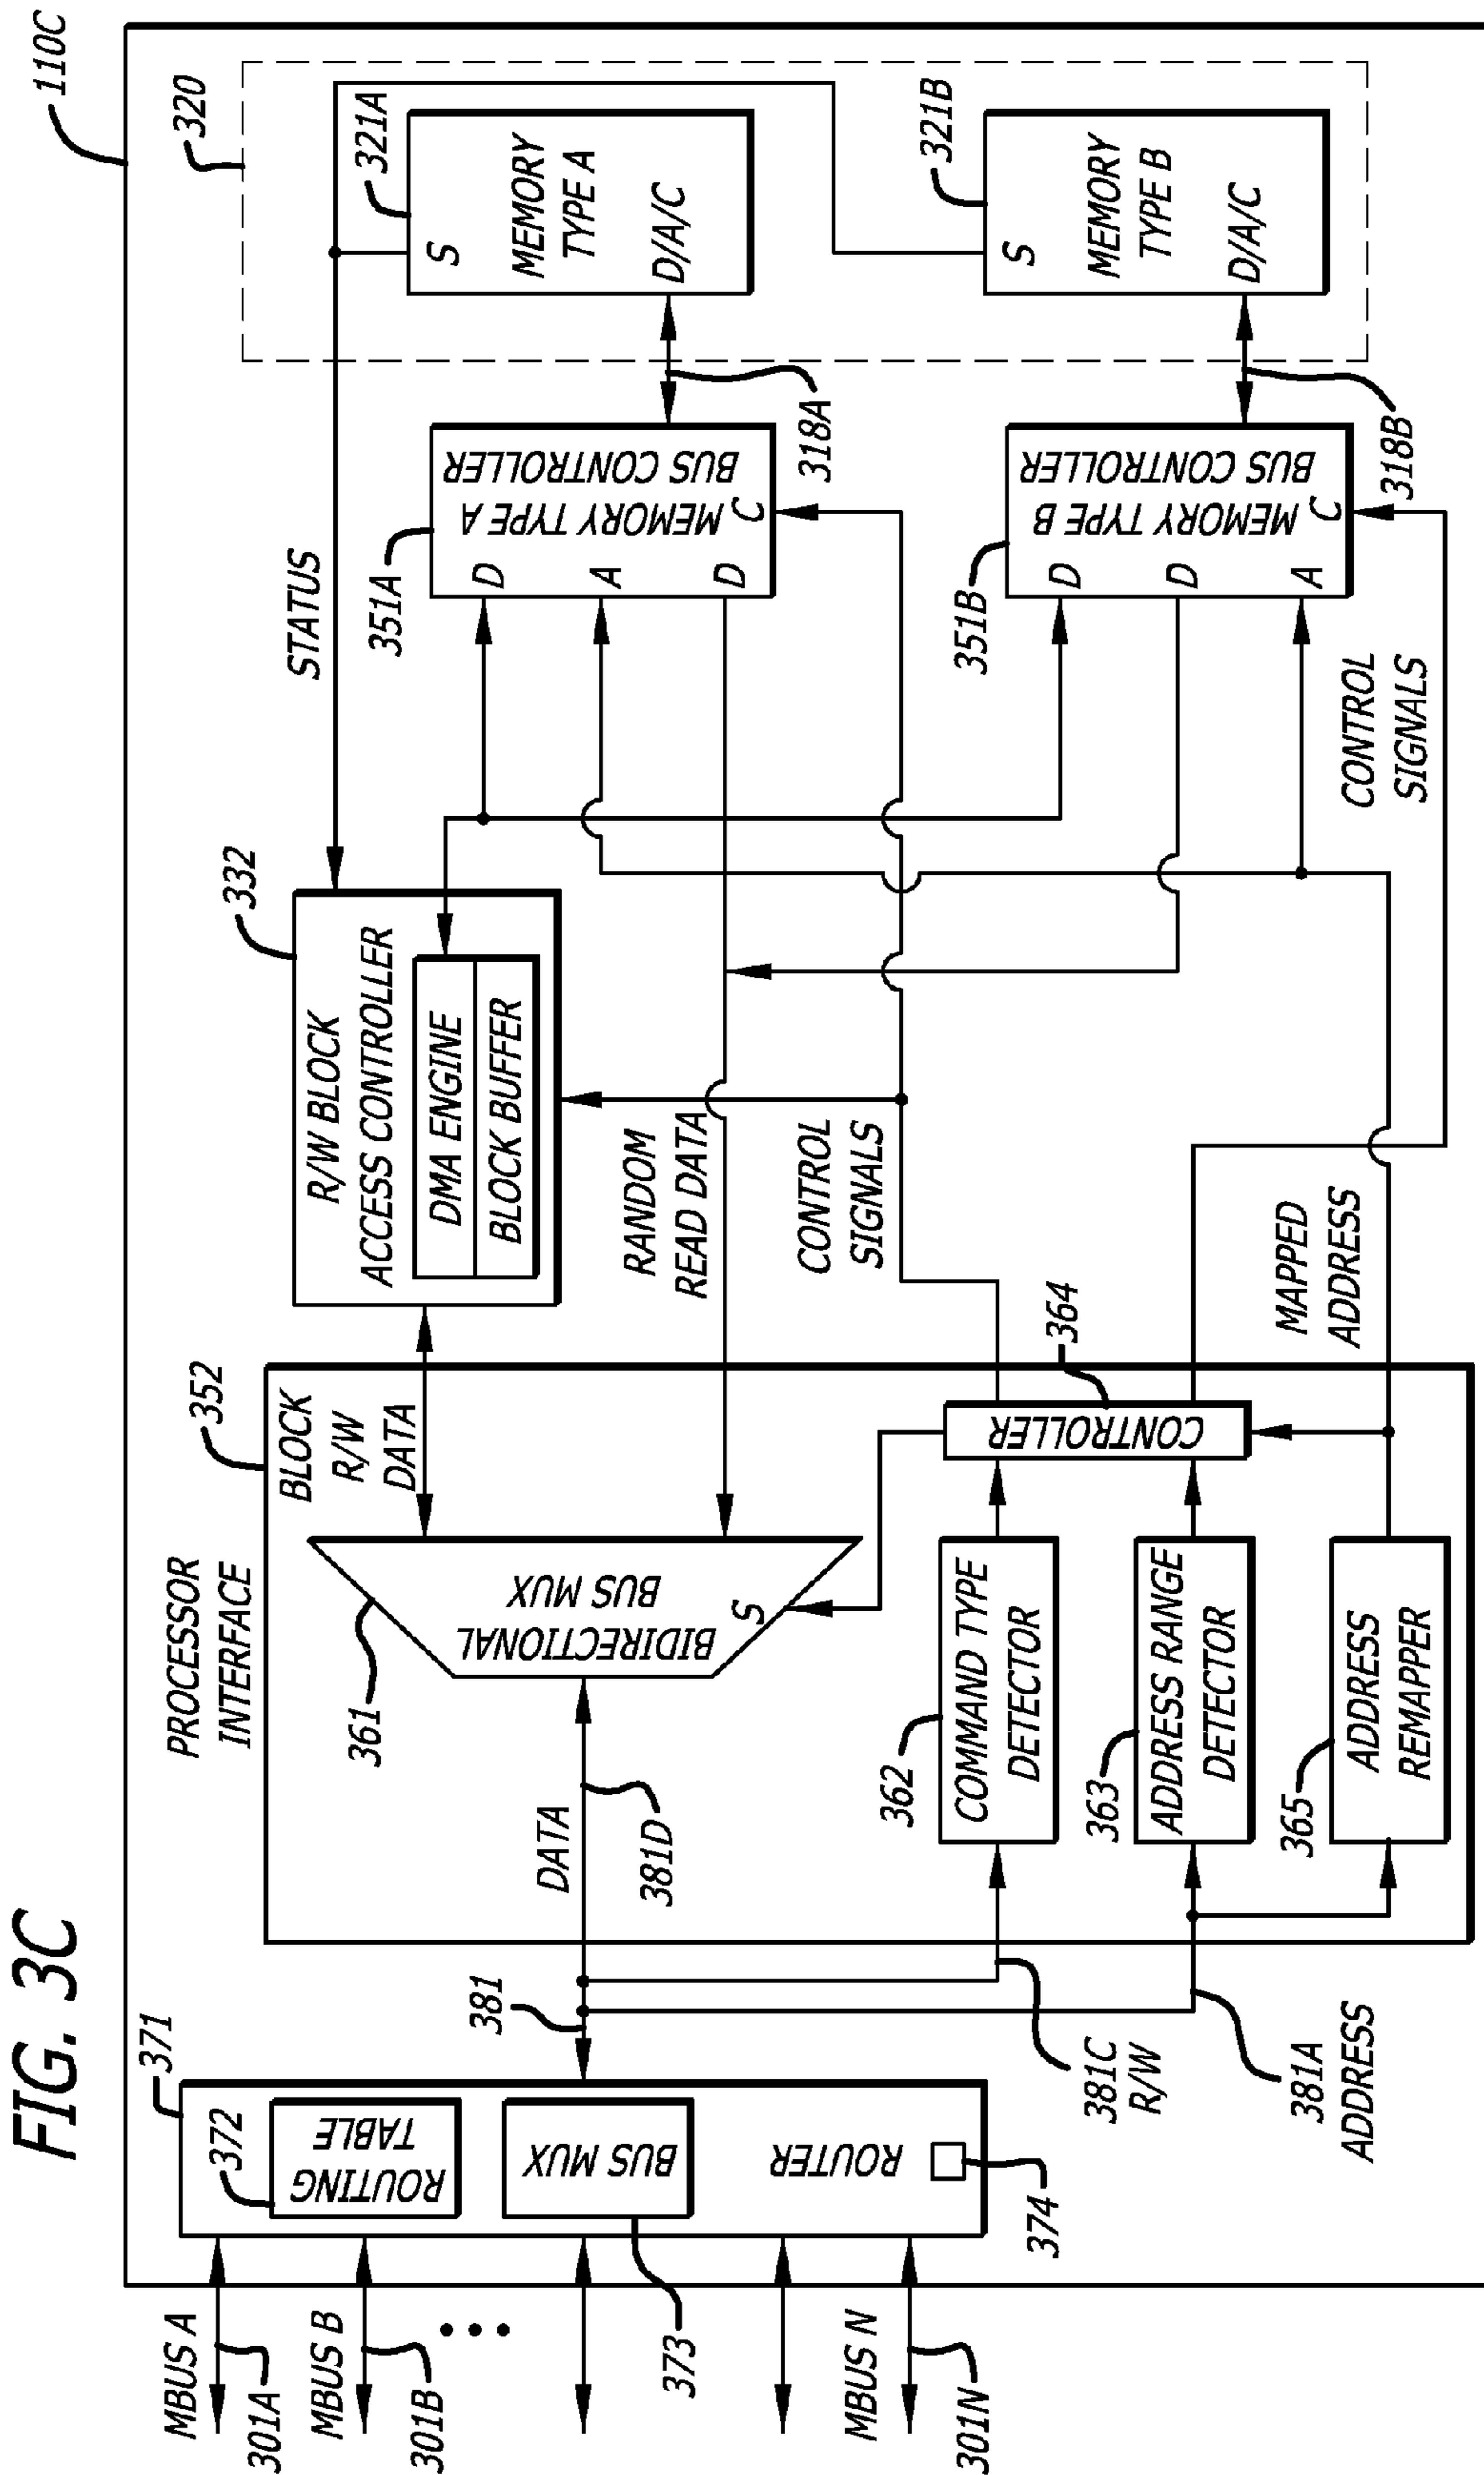 FIG. 3C
110C
320
321A
S
MEMORY
TYPE A
D/A/C
321B
S
MEMORY
TYPE B
D/A/C
STATUS
351A
MEMORY TYPE A
BUS CONTROLLER
D
A
D
C
318A
351B
MEMORY TYPE B
BUS CONTROLLER
D
D
A
C
318B
332
R/W BLOCK
ACCESS CONTROLLER
DMA ENGINE
BLOCK BUFFER
RANDOM
READ DATA
CONTROL
SIGNALS
CONTROL
SIGNALS
MAPPED
ADDRESS
352
PROCESSOR
INTERFACE
BLOCK
R/W
DATA
361
BIDIRECTIONAL
BUS MUX
S
364
CONTROLLER
362
COMMAND TYPE
DETECTOR
363
ADDRESS RANGE
DETECTOR
365
ADDRESS
REMAPPER
DATA
381D
381
381C
R/W
381A
ADDRESS
371
372
ROUTING
TABLE
BUS MUX
373
ROUTER
374
MBUS A
301A
MBUS B
301B
MBUS N
301N